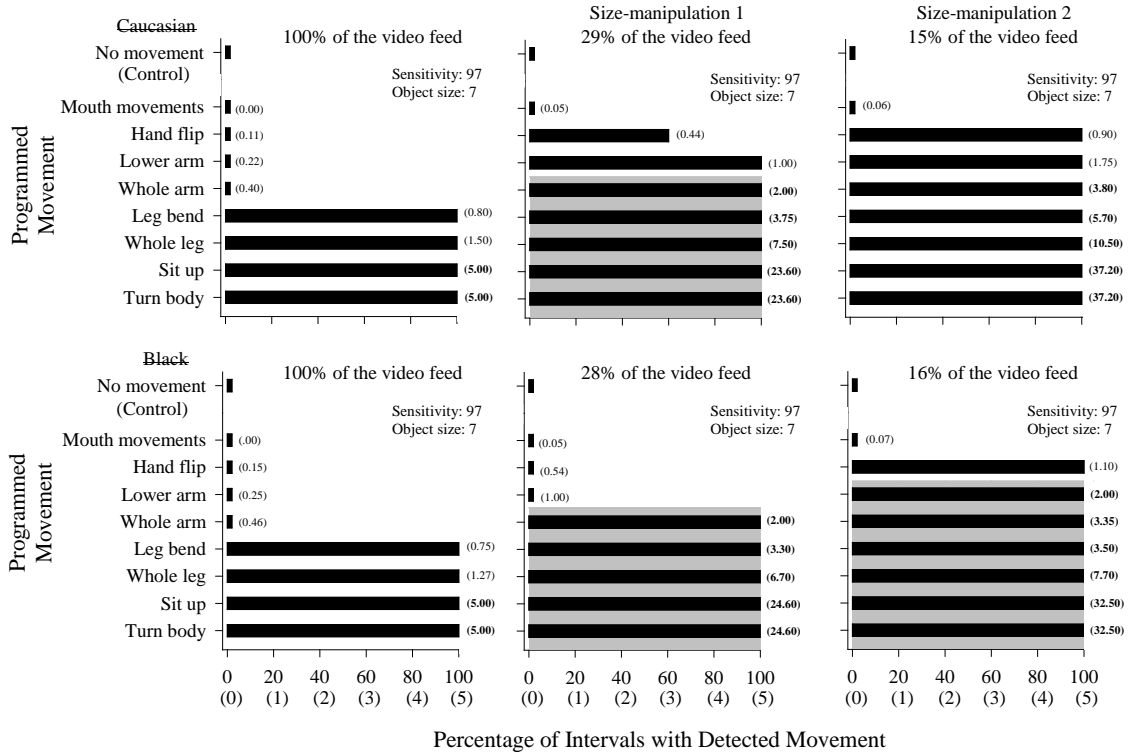 Size-manipulation 1
Size-manipulation 2
Caucasian
100% of the video feed
29% of the video feed
15% of the video feed
No movement
(Control)
Sensitivity: 97
Object size: 7
Sensitivity: 97
Object size: 7
Sensitivity: 97
Object size: 7
Programmed
Movement
Mouth movements (0.00) (0.05) (0.06)
Hand flip (0.11) (0.44) (0.90)
Lower arm (0.22) (1.00) (1.75)
Whole arm (0.40) (2.00) (3.80)
Leg bend (0.80) (3.75) (5.70)
Whole leg (1.50) (7.50) (10.50)
Sit up (5.00) (23.60) (37.20)
Turn body (5.00) (23.60) (37.20)
Black
100% of the video feed
28% of the video feed
16% of the video feed
No movement
(Control)
Sensitivity: 97
Object size: 7
Sensitivity: 97
Object size: 7
Sensitivity: 97
Object size: 7
Programmed
Movement
Mouth movements (.00) (0.05) (0.07)
Hand flip (0.15) (0.54) (1.10)
Lower arm (0.25) (1.00) (2.00)
Whole arm (0.46) (2.00) (3.35)
Leg bend (0.75) (3.30) (3.50)
Whole leg (1.27) (6.70) (7.70)
Sit up (5.00) (24.60) (32.50)
Turn body (5.00) (24.60) (32.50)
0 20 40 60 80 100 0 20 40 60 80 100 0 20 40 60 80 100
(0) (1) (2) (3) (4) (5) (0) (1) (2) (3) (4) (5) (0) (1) (2) (3) (4) (5)
Percentage of Intervals with Detected Movement